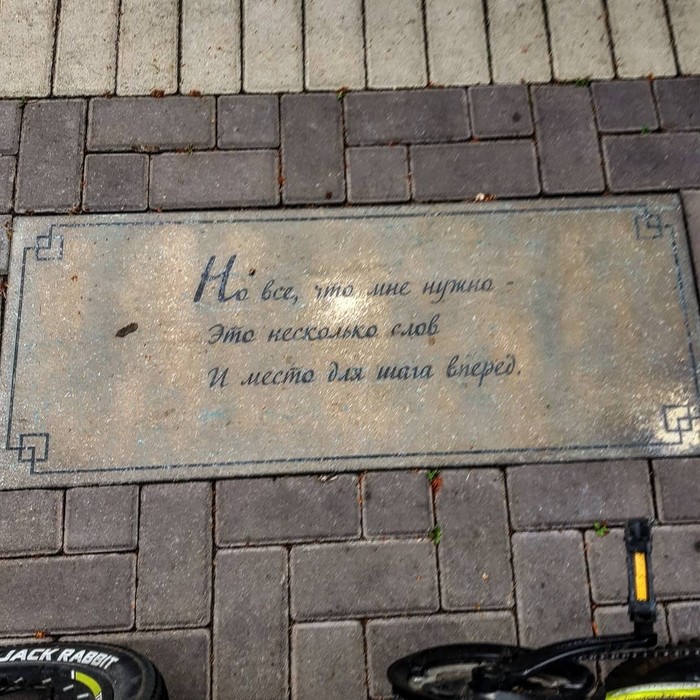 Но все, что мне нужно -
Это несколько слов
И место для шага вперед.
JACK RABBIT